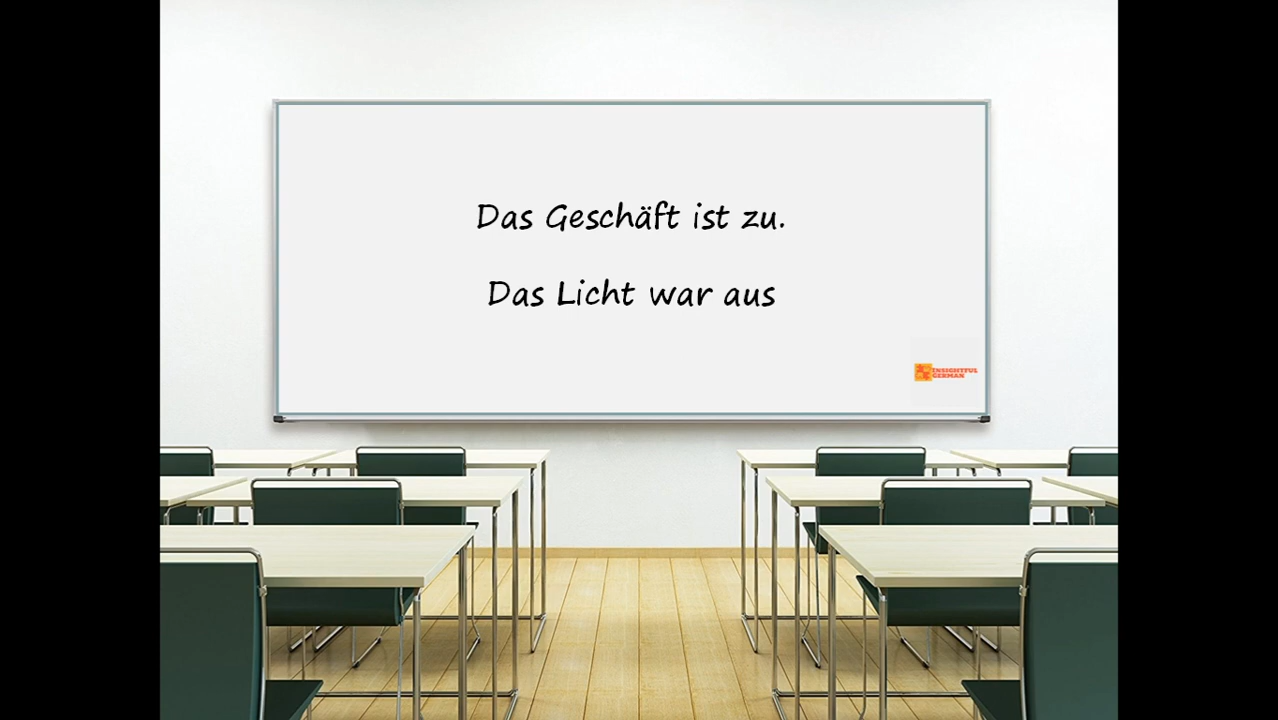 Das Geschäft ist zu.
Das Licht war aus
INSIGHTFUL
GERMAN